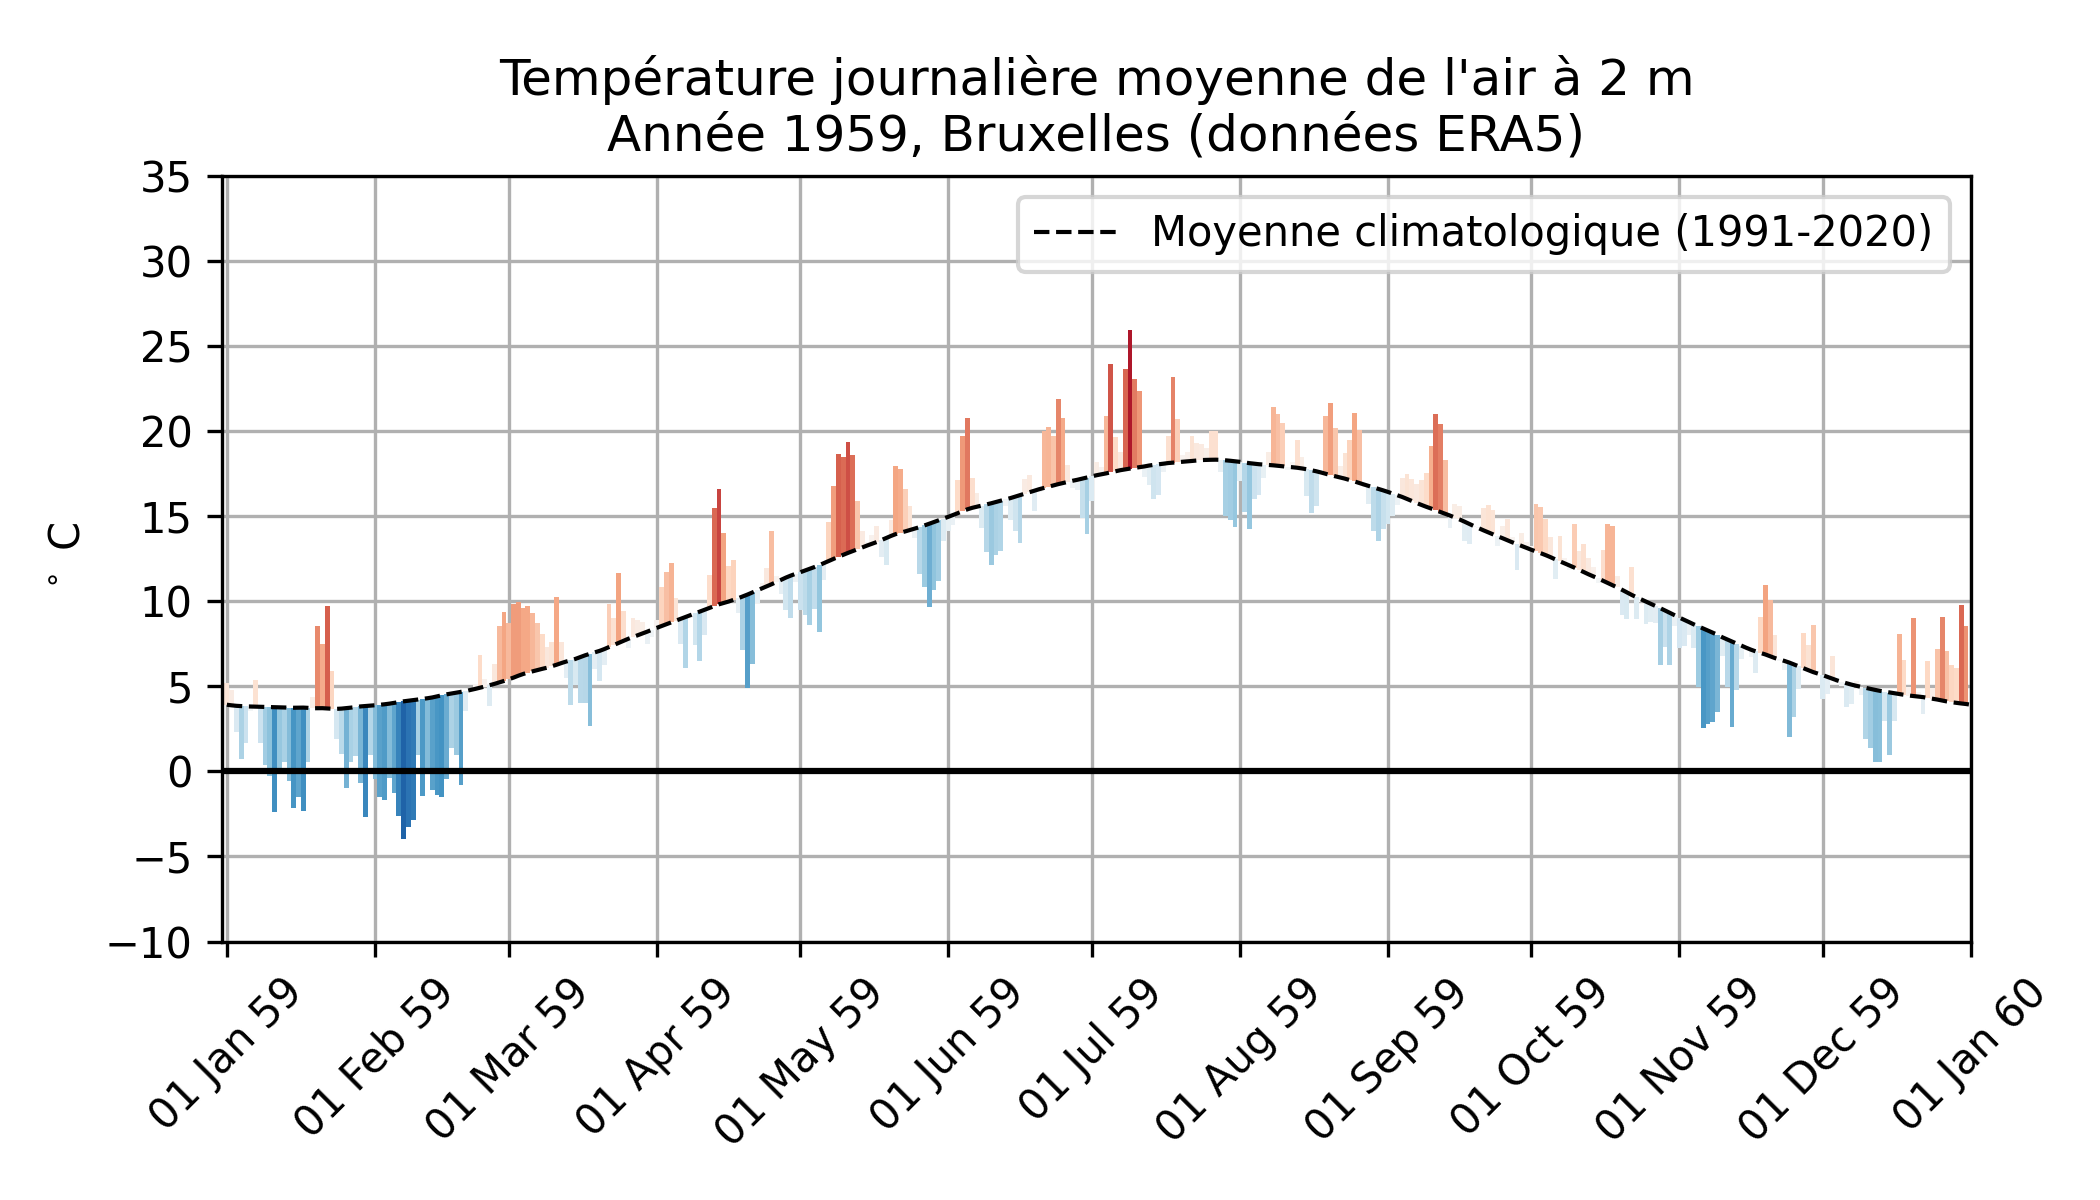 Température journalière moyenne de l'air à 2 m
Année 1959, Bruxelles (données ERA5)
Moyenne climatologique (1991-2020)
35
30
25
20
15
10
5
0
−5
−10
° C
01 Jan 59
01 Feb 59
01 Mar 59
01 Apr 59
01 May 59
01 Jun 59
01 Jul 59
01 Aug 59
01 Sep 59
01 Oct 59
01 Nov 59
01 Dec 59
01 Jan 60